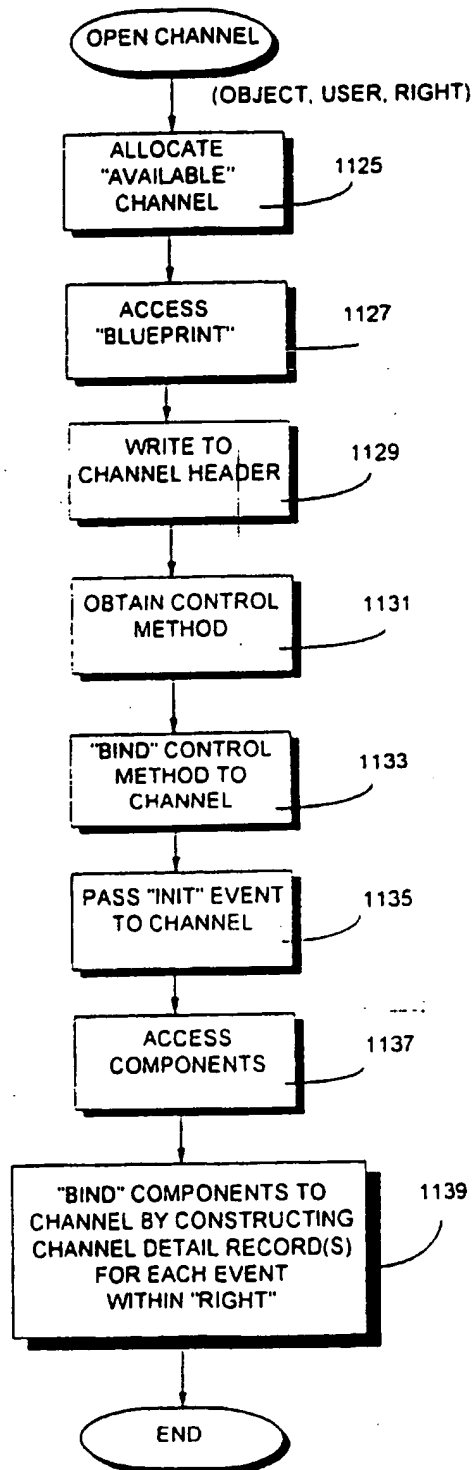 OPEN CHANNEL
(OBJECT, USER, RIGHT)
ALLOCATE
"AVAILABLE"
CHANNEL
1125
ACCESS
"BLUEPRINT"
1127
WRITE TO
CHANNEL HEADER
1129
OBTAIN CONTROL
METHOD
1131
"BIND" CONTROL
METHOD TO
CHANNEL
1133
PASS "INIT" EVENT
TO CHANNEL
1135
ACCESS
COMPONENTS
1137
"BIND" COMPONENTS TO
CHANNEL BY CONSTRUCTING
CHANNEL DETAIL RECORD(S)
FOR EACH EVENT
WITHIN "RIGHT"
1139
END